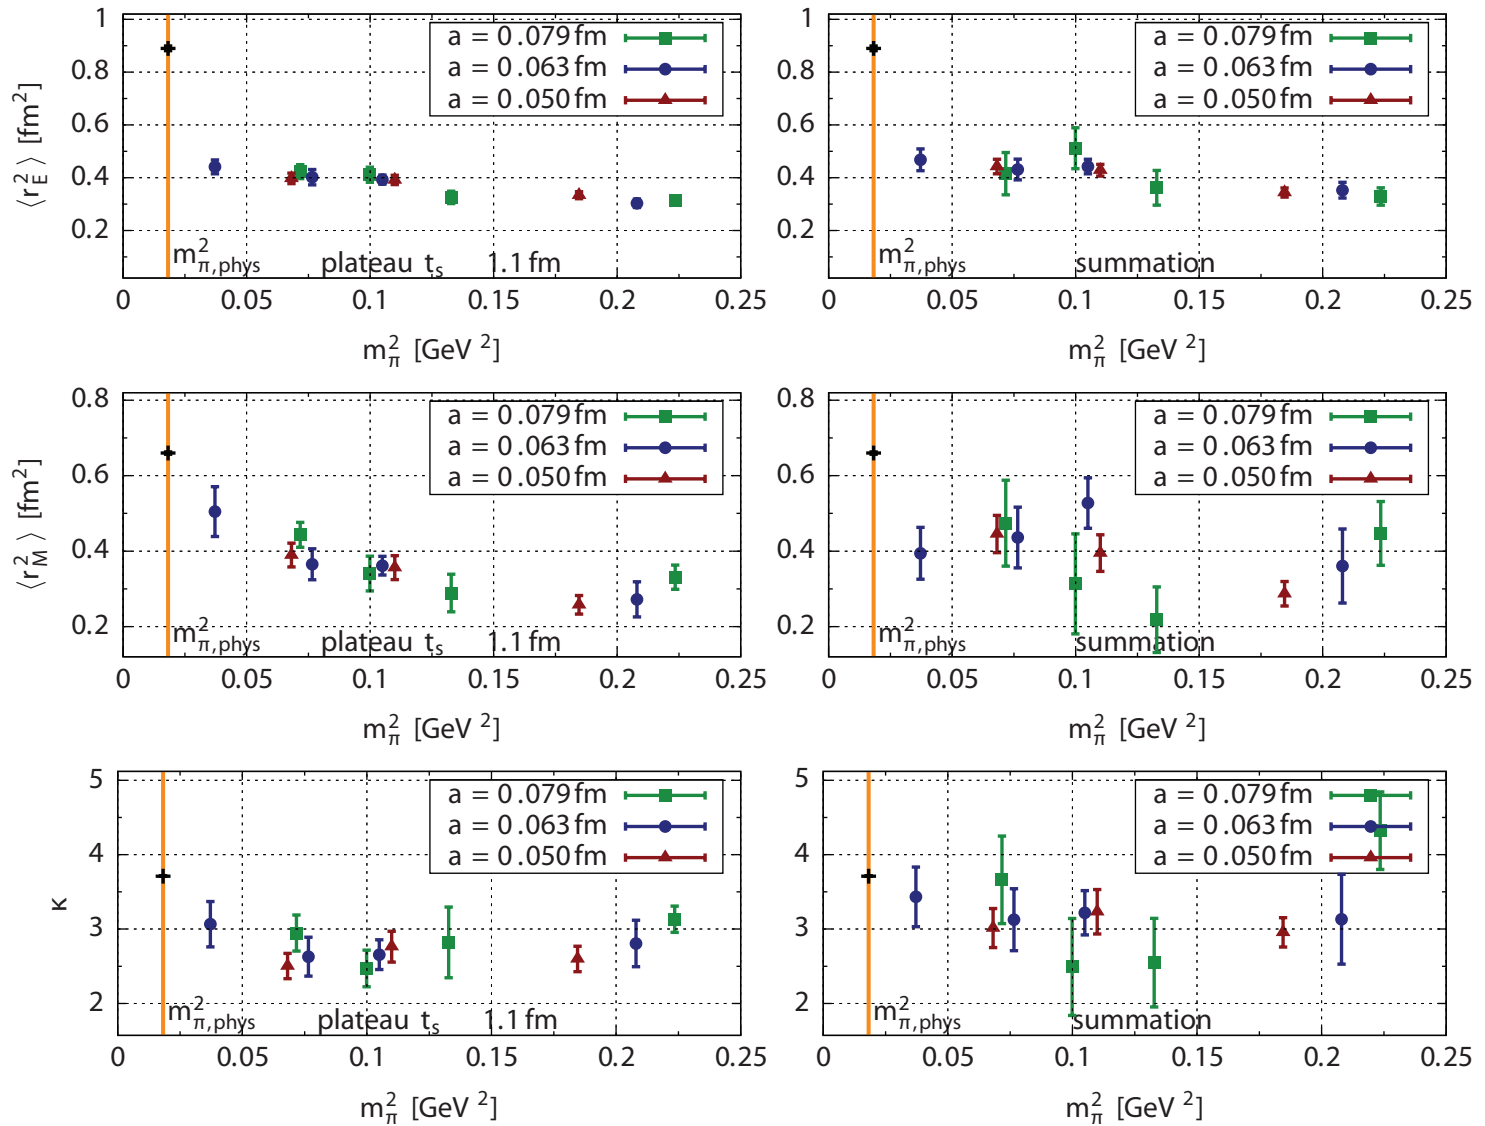 1
0.8
0.6
0.4
0.2
⟨r²_E⟩ [fm²]
a = 0.079 fm
a = 0.063 fm
a = 0.050 fm
m²_π,phys
plateau t_s 1.1 fm
0 0.05 0.1 0.15 0.2 0.25
m²_π [GeV ²]
1
0.8
0.6
0.4
0.2
a = 0.079 fm
a = 0.063 fm
a = 0.050 fm
m²_π,phys
summation
0 0.05 0.1 0.15 0.2 0.25
m²_π [GeV ²]
0.8
0.6
0.4
0.2
⟨r²_M⟩ [fm²]
a = 0.079 fm
a = 0.063 fm
a = 0.050 fm
m²_π,phys
plateau t_s 1.1 fm
0 0.05 0.1 0.15 0.2 0.25
m²_π [GeV ²]
0.8
0.6
0.4
0.2
a = 0.079 fm
a = 0.063 fm
a = 0.050 fm
m²_π,phys
summation
0 0.05 0.1 0.15 0.2 0.25
m²_π [GeV ²]
5
4
3
2
κ
a = 0.079 fm
a = 0.063 fm
a = 0.050 fm
m²_π,phys
plateau t_s 1.1 fm
0 0.05 0.1 0.15 0.2 0.25
m²_π [GeV ²]
5
4
3
2
a = 0.079 fm
a = 0.063 fm
a = 0.050 fm
m²_π,phys
summation
0 0.05 0.1 0.15 0.2 0.25
m²_π [GeV ²]